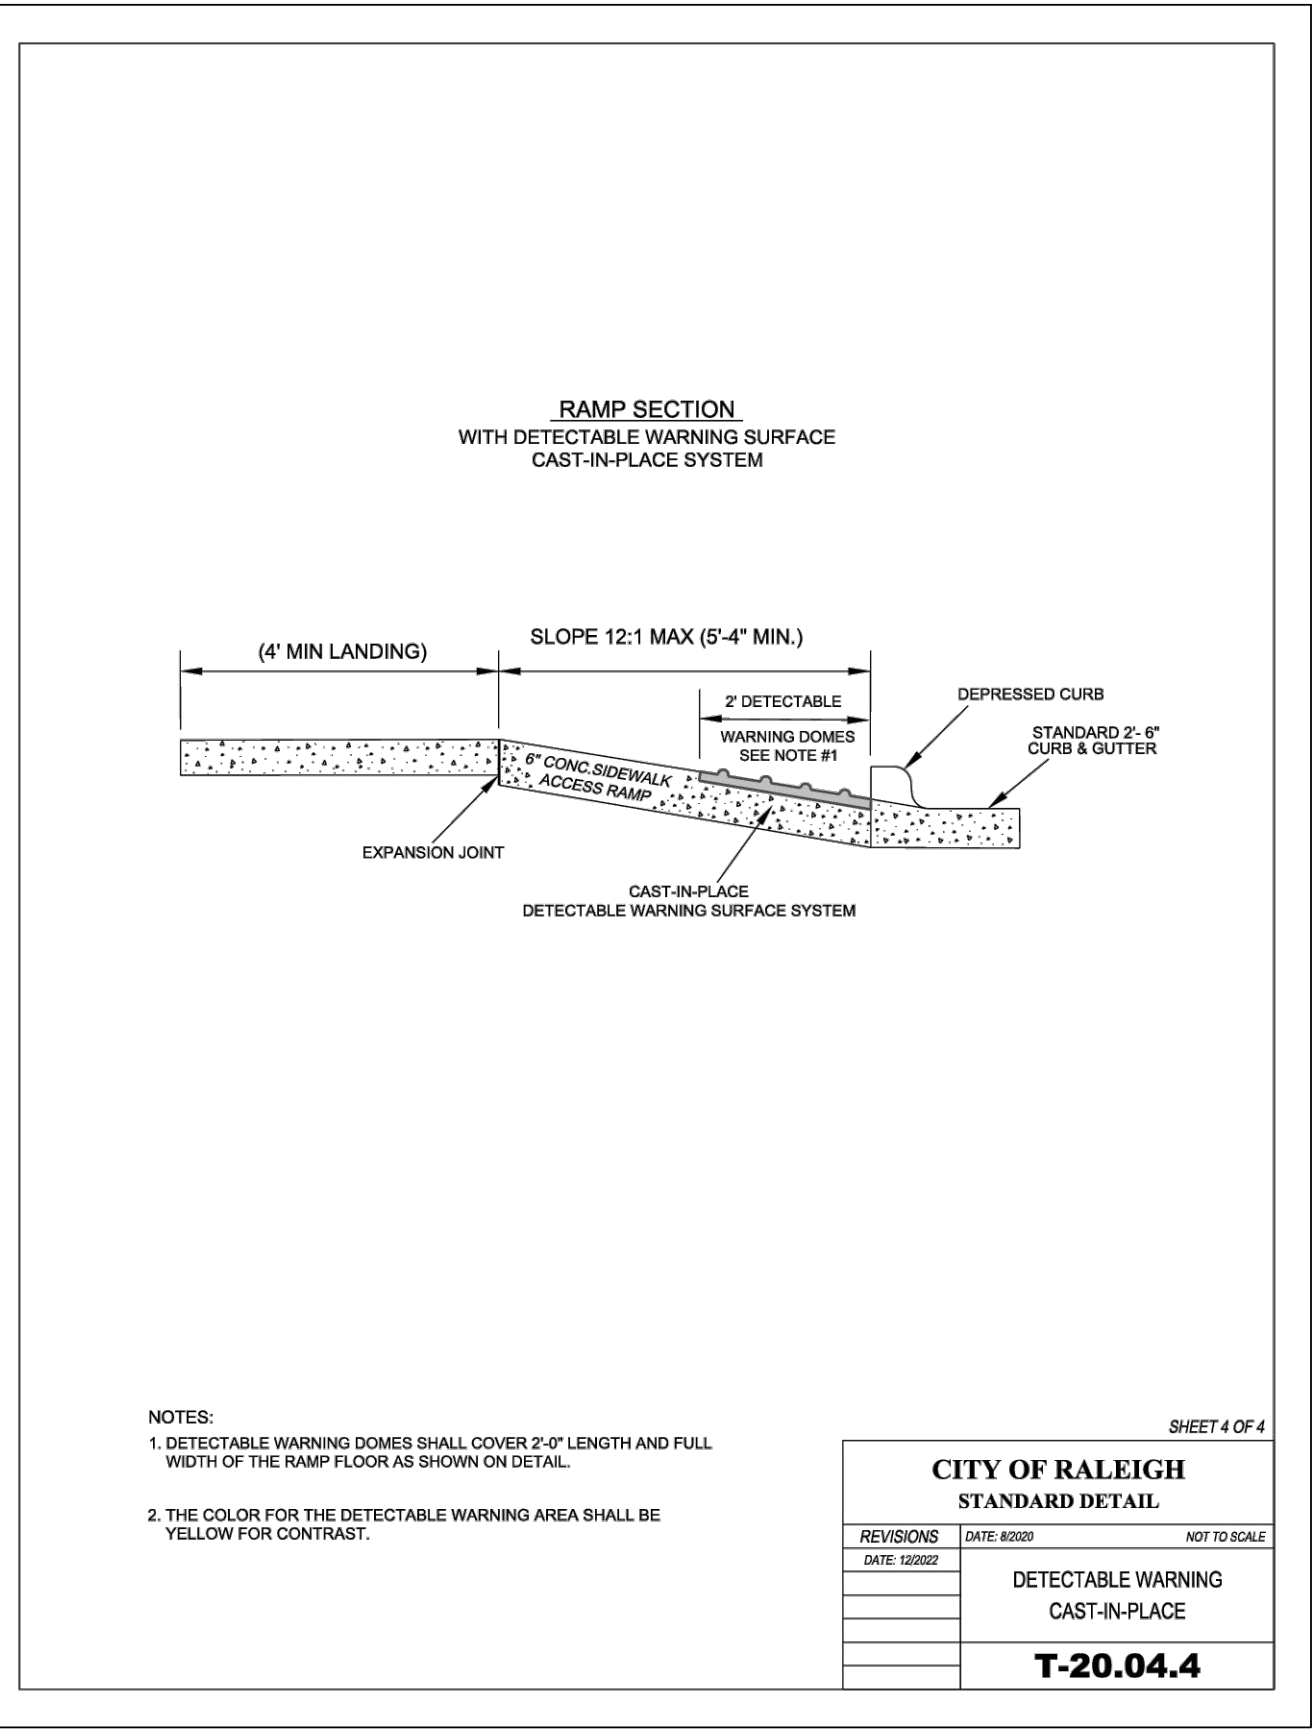 RAMP SECTION
WITH DETECTABLE WARNING SURFACE
CAST-IN-PLACE SYSTEM
(4' MIN LANDING)
SLOPE 12:1 MAX (5'-4" MIN.)
2' DETECTABLE
WARNING DOMES
SEE NOTE #1
DEPRESSED CURB
STANDARD 2'- 6"
CURB & GUTTER
6" CONC.SIDEWALK
ACCESS RAMP
EXPANSION JOINT
CAST-IN-PLACE
DETECTABLE WARNING SURFACE SYSTEM
NOTES:
1. DETECTABLE WARNING DOMES SHALL COVER 2'-0" LENGTH AND FULL
WIDTH OF THE RAMP FLOOR AS SHOWN ON DETAIL.
2. THE COLOR FOR THE DETECTABLE WARNING AREA SHALL BE
YELLOW FOR CONTRAST.
SHEET 4 OF 4
CITY OF RALEIGH
STANDARD DETAIL
REVISIONS
DATE: 8/2020
NOT TO SCALE
DATE: 12/2022
DETECTABLE WARNING
CAST-IN-PLACE
T-20.04.4